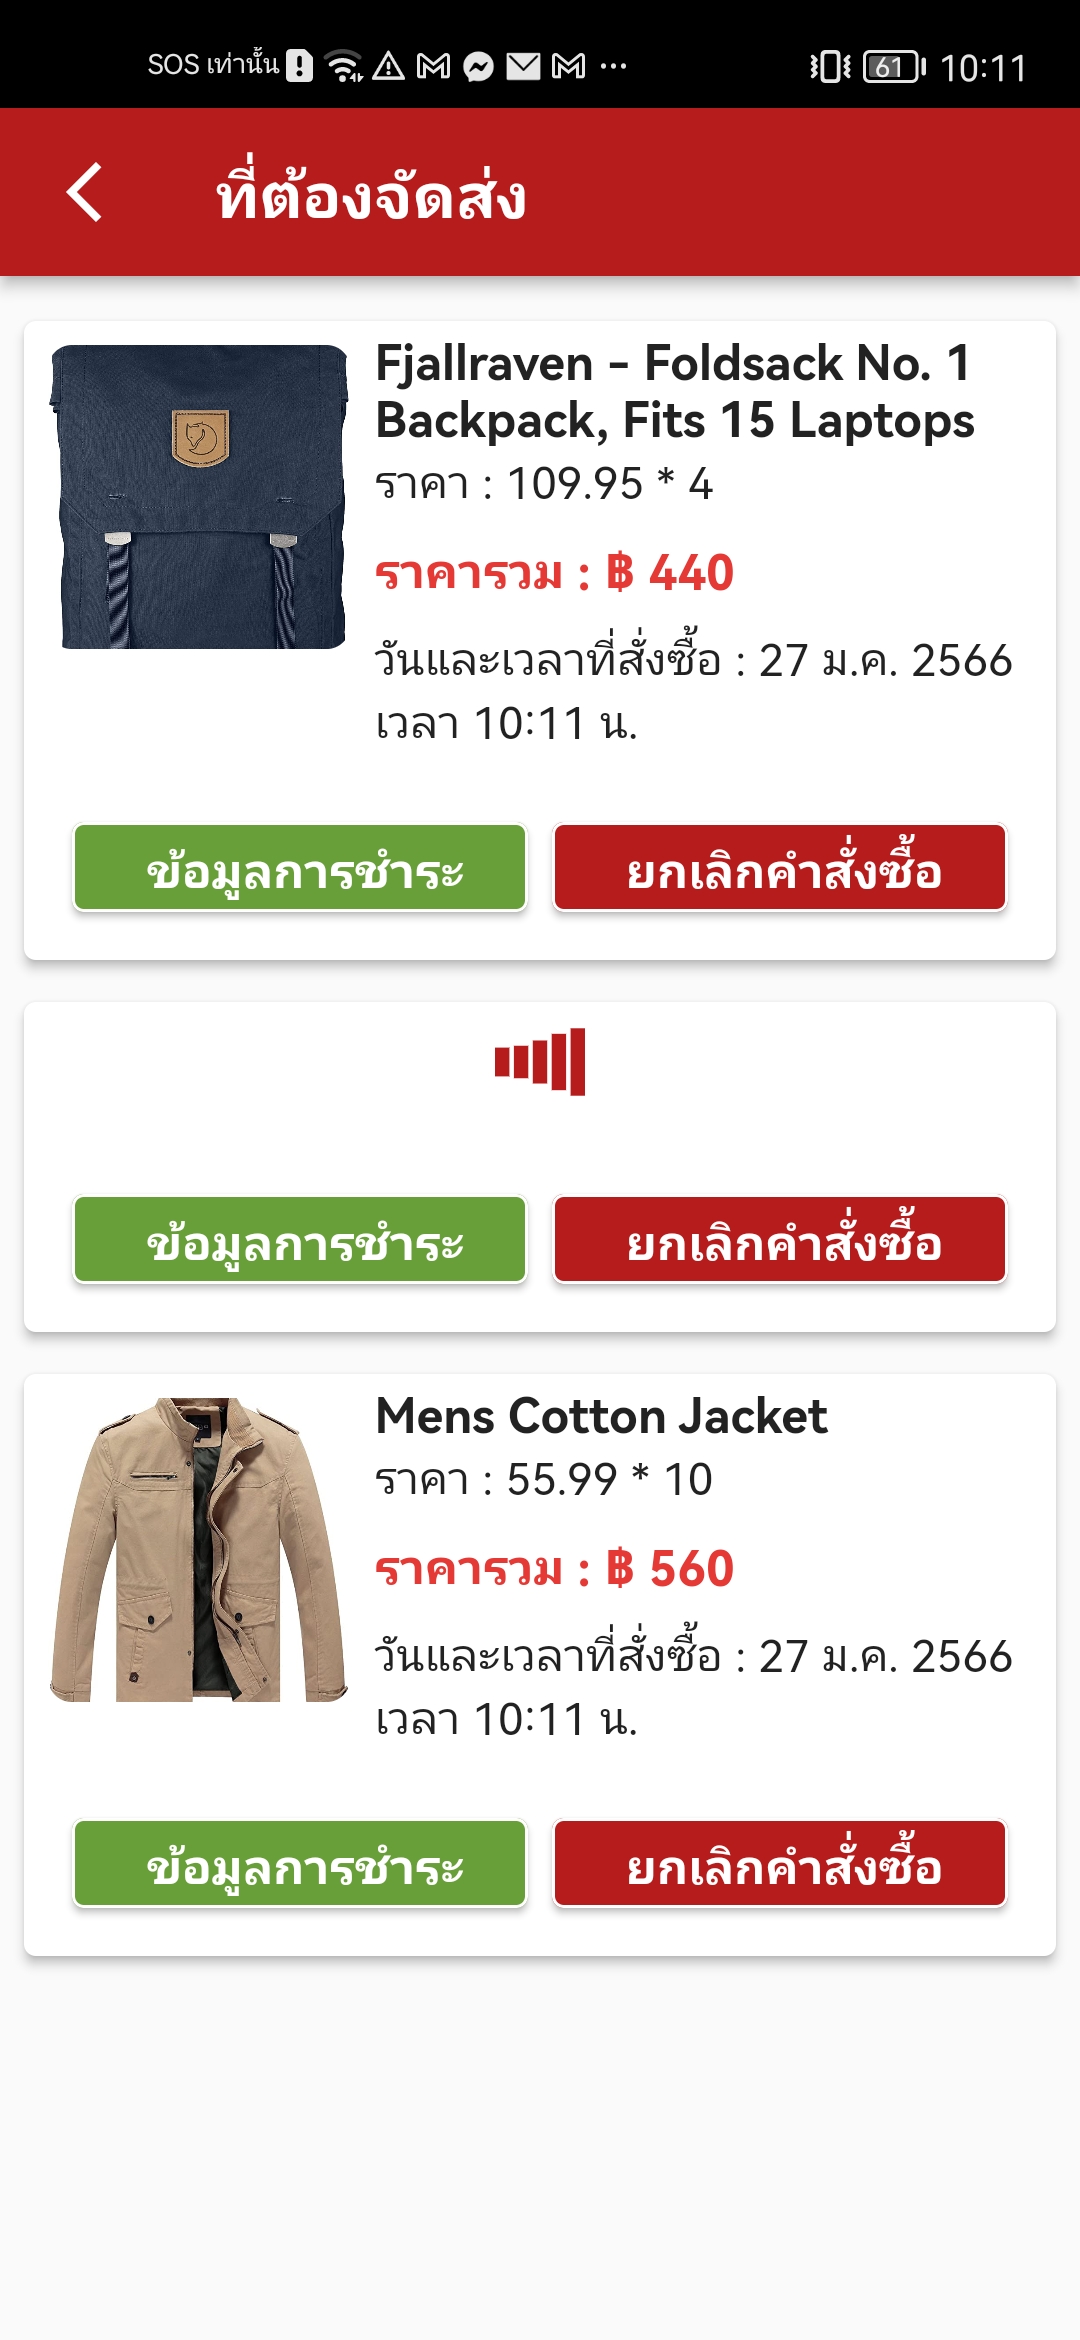 SOS เท่านั้น
61 10:11
ที่ต้องจัดส่ง
Fjallraven - Foldsack No. 1
Backpack, Fits 15 Laptops
ราคา : 109.95 * 4
ราคารวม : ฿ 440
วันและเวลาที่สั่งซื้อ : 27 ม.ค. 2566
เวลา 10:11 น.
ข้อมูลการชำระ
ยกเลิกคำสั่งซื้อ
ข้อมูลการชำระ
ยกเลิกคำสั่งซื้อ
Mens Cotton Jacket
ราคา : 55.99 * 10
ราคารวม : ฿ 560
วันและเวลาที่สั่งซื้อ : 27 ม.ค. 2566
เวลา 10:11 น.
ข้อมูลการชำระ
ยกเลิกคำสั่งซื้อ